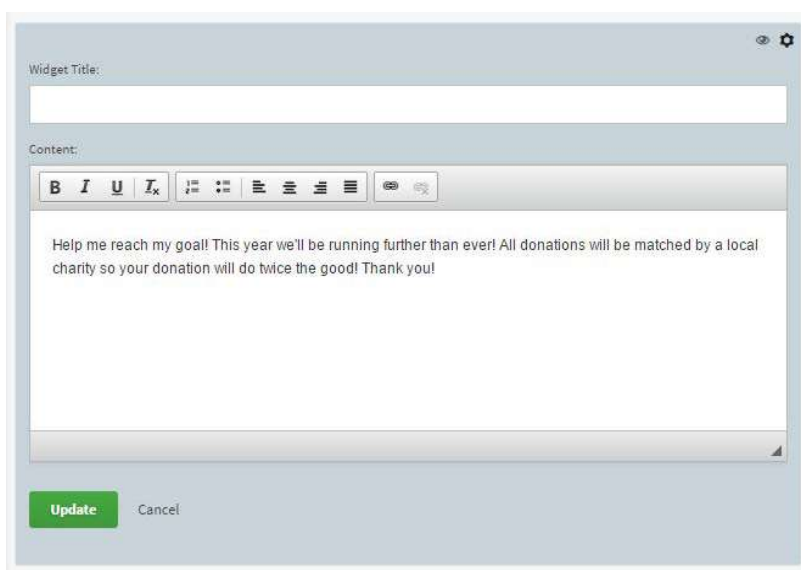 Widget Title:
Content:
B I U Tx
Help me reach my goal! This year we'll be running further than ever! All donations will be matched by a local
charity so your donation will do twice the good! Thank you!
Update Cancel